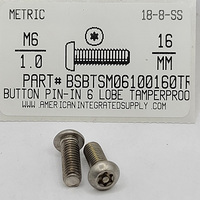 METRIC 18-8-SS
M6 16
1.0 MM
PART# BSBTSM06100160TR
BUTTON PIN-IN 6 LOBE TAMPERPROOF
WWW.AMERICANINTEGRATEDSUPPLY.COM